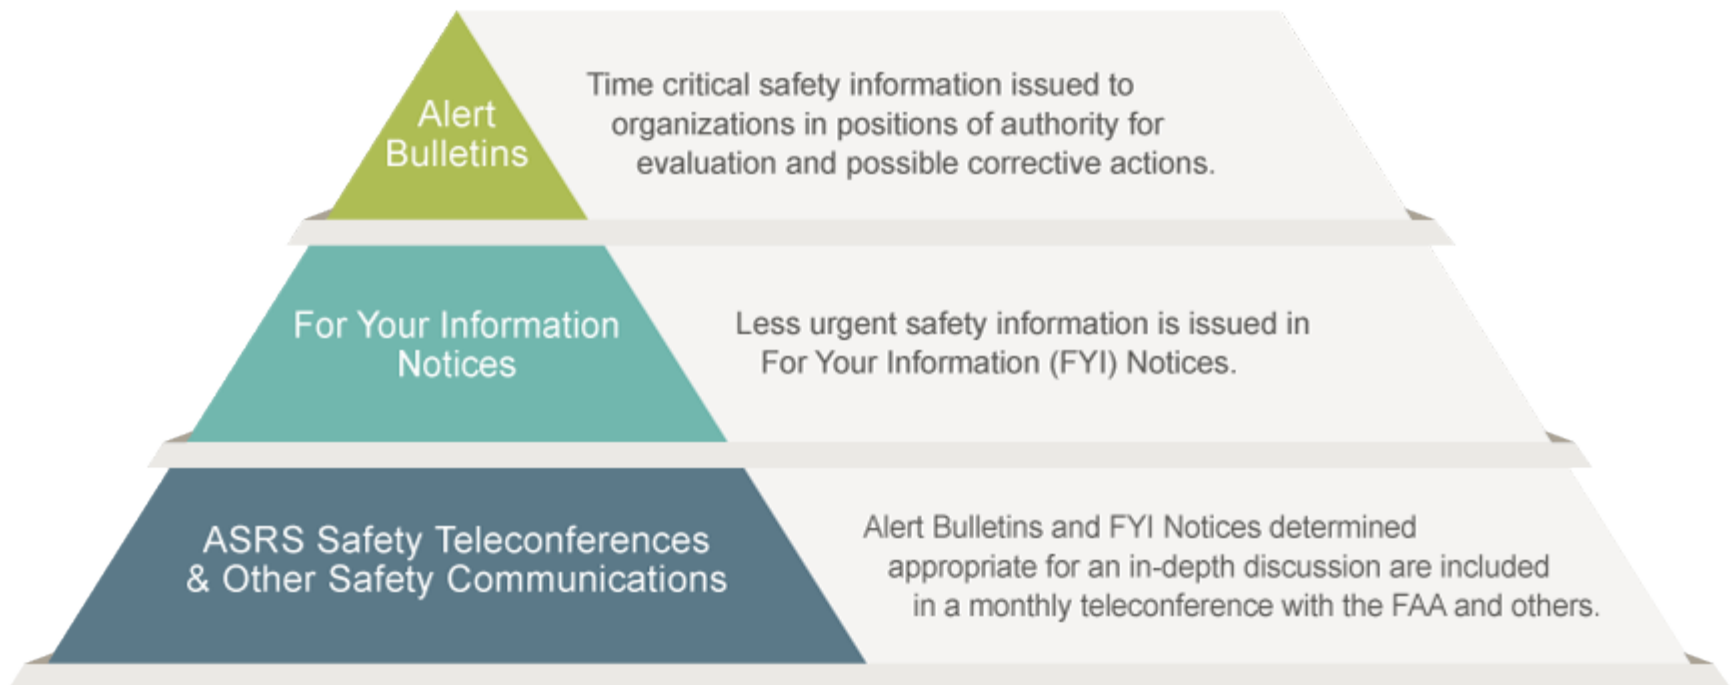 Alert
Bulletins
Time critical safety information issued to
organizations in positions of authority for
evaluation and possible corrective actions.
For Your Information
Notices
Less urgent safety information is issued in
For Your Information (FYI) Notices.
ASRS Safety Teleconferences
& Other Safety Communications
Alert Bulletins and FYI Notices determined
appropriate for an in-depth discussion are included
in a monthly teleconference with the FAA and others.